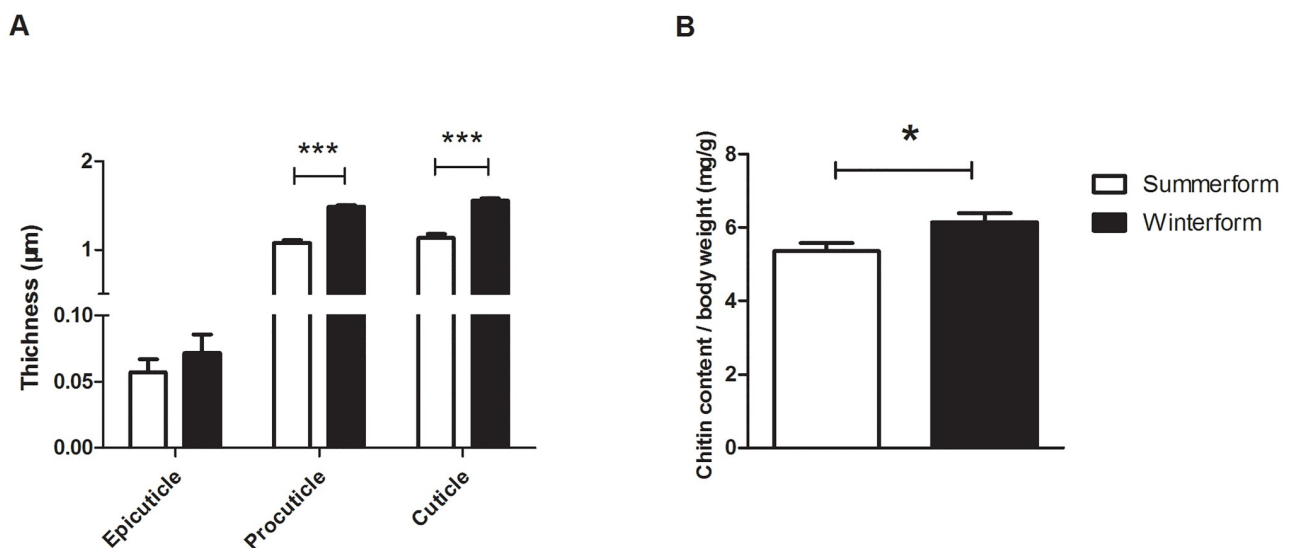 A
B
***
***
2
1
0.10
0.05
0.00
Thichness (µm)
Epicuticle
Procuticle
Cuticle
*
8
6
4
2
0
Chitin content / body weight (mg/g)
Summerform
Winterform